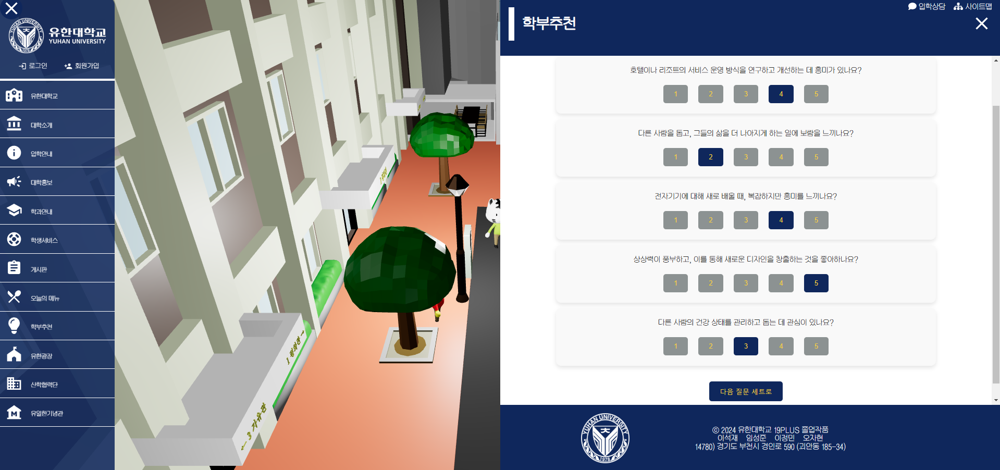 YUHAN UNIVERSITY
1978
유한대학교
YUHAN UNIVERSITY
로그인
회원가입
유한대학교
대학소개
입학안내
대학홍보
학과안내
학생서비스
게시판
오늘의 메뉴
학부추천
유한광장
산학협력단
유일한기념관
1 평화관 →
← 3 자유관
입학상담
사이트맵
학부추천
호텔이나 리조트의 서비스 운영 방식을 연구하고 개선하는 데 흥미가 있나요?
1 2 3 4 5
다른 사람을 돕고, 그들의 삶을 더 나아지게 하는 일에 보람을 느끼나요?
1 2 3 4 5
전자기기에 대해 새로 배울 때, 복잡하지만 흥미를 느끼나요?
1 2 3 4 5
상상력이 풍부하고, 이를 통해 새로운 디자인을 창출하는 것을 좋아하나요?
1 2 3 4 5
다른 사람의 건강 상태를 관리하고 돕는 데 관심이 있나요?
1 2 3 4 5
다음 질문 세트로
YUHAN UNIVERSITY
1978
© 2024 유한대학교 19PLUS 졸업작품
이석재 임성준 이정민 오자현
14780) 경기도 부천시 경인로 590 (괴안동 185-34)